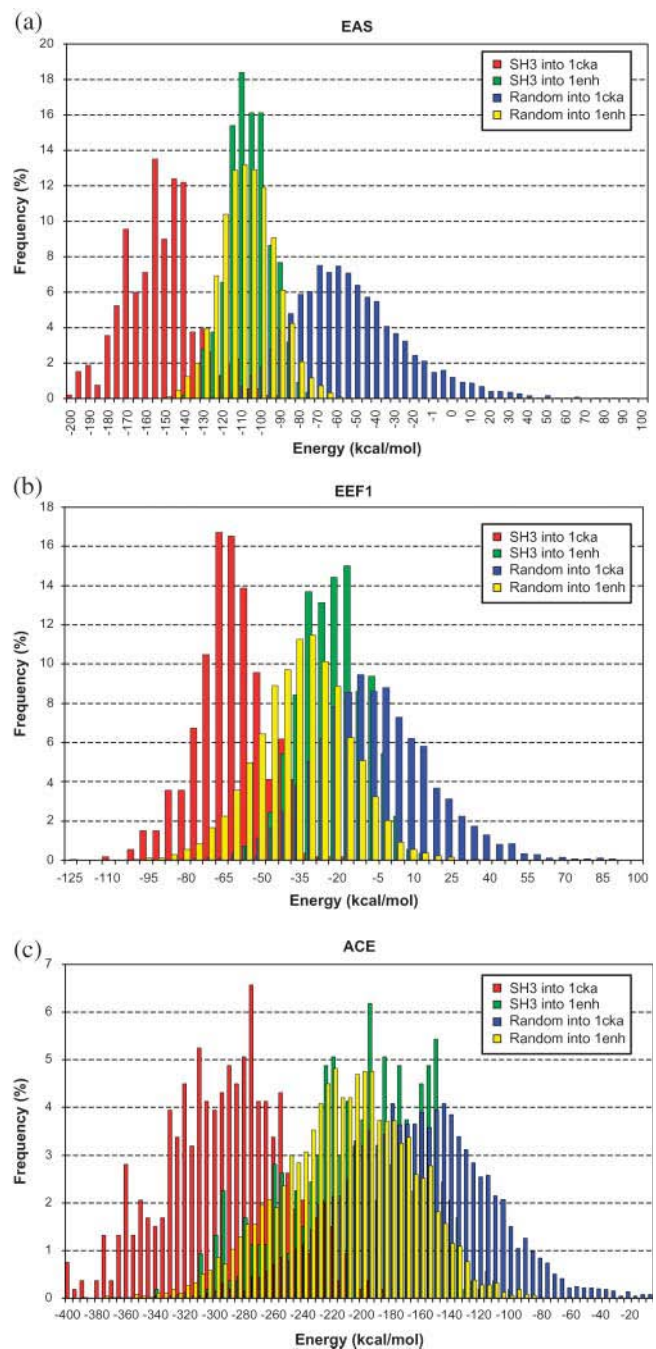 (a)
EAS
20
18
16
14
12
10
8
6
4
2
0
Frequency (%)
SH3 into 1cka
SH3 into 1enh
Random into 1cka
Random into 1enh
-200 -190 -180 -170 -160 -150 -140 -130 -120 -110 -100 -90 -80 -70 -60 -50 -40 -30 -20 -1 0 10 20 30 40 50 60 70 80 90 100
Energy (kcal/mol)
(b)
EEF1
18
16
14
12
10
8
6
4
2
0
Frequency (%)
SH3 into 1cka
SH3 into 1enh
Random into 1cka
Random into 1enh
-125 -110 -95 -80 -65 -50 -35 -20 -5 10 25 40 55 70 85 100
Energy (kcal/mol)
(c)
ACE
7
6
5
4
3
2
1
0
Frequency (%)
SH3 into 1cka
SH3 into 1enh
Random into 1cka
Random into 1enh
-400 -380 -360 -340 -320 -300 -280 -260 -240 -220 -200 -180 -160 -140 -120 -100 -80 -60 -40 -20
Energy (kcal/mol)